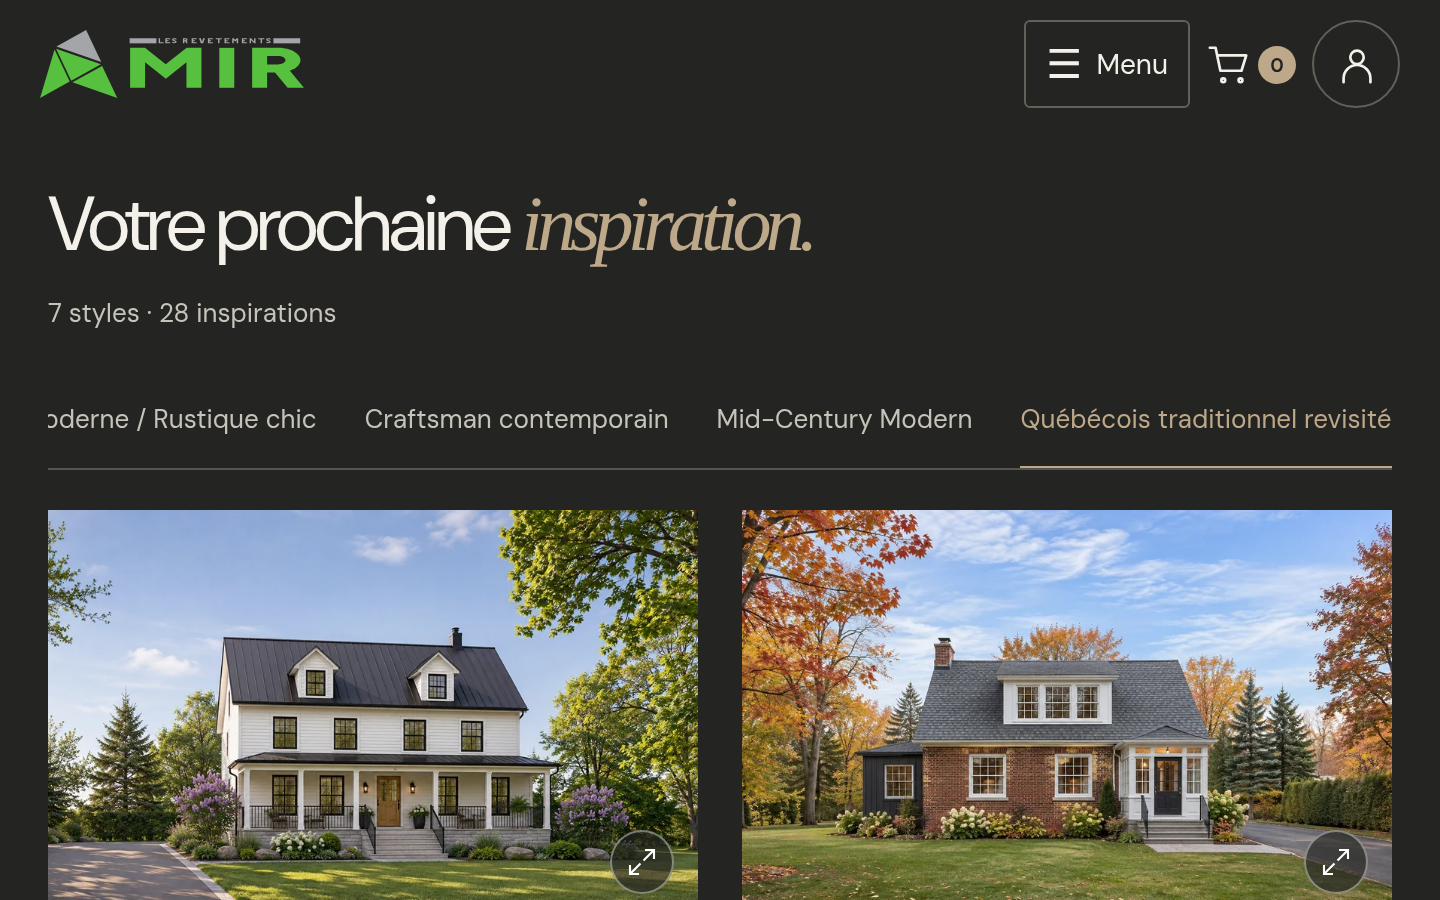 LES REVETEMENTS
MIR
Menu
0
Votre prochaine inspiration.
7 styles · 28 inspirations
oderne / Rustique chic Craftsman contemporain Mid-Century Modern Québécois traditionnel revisité